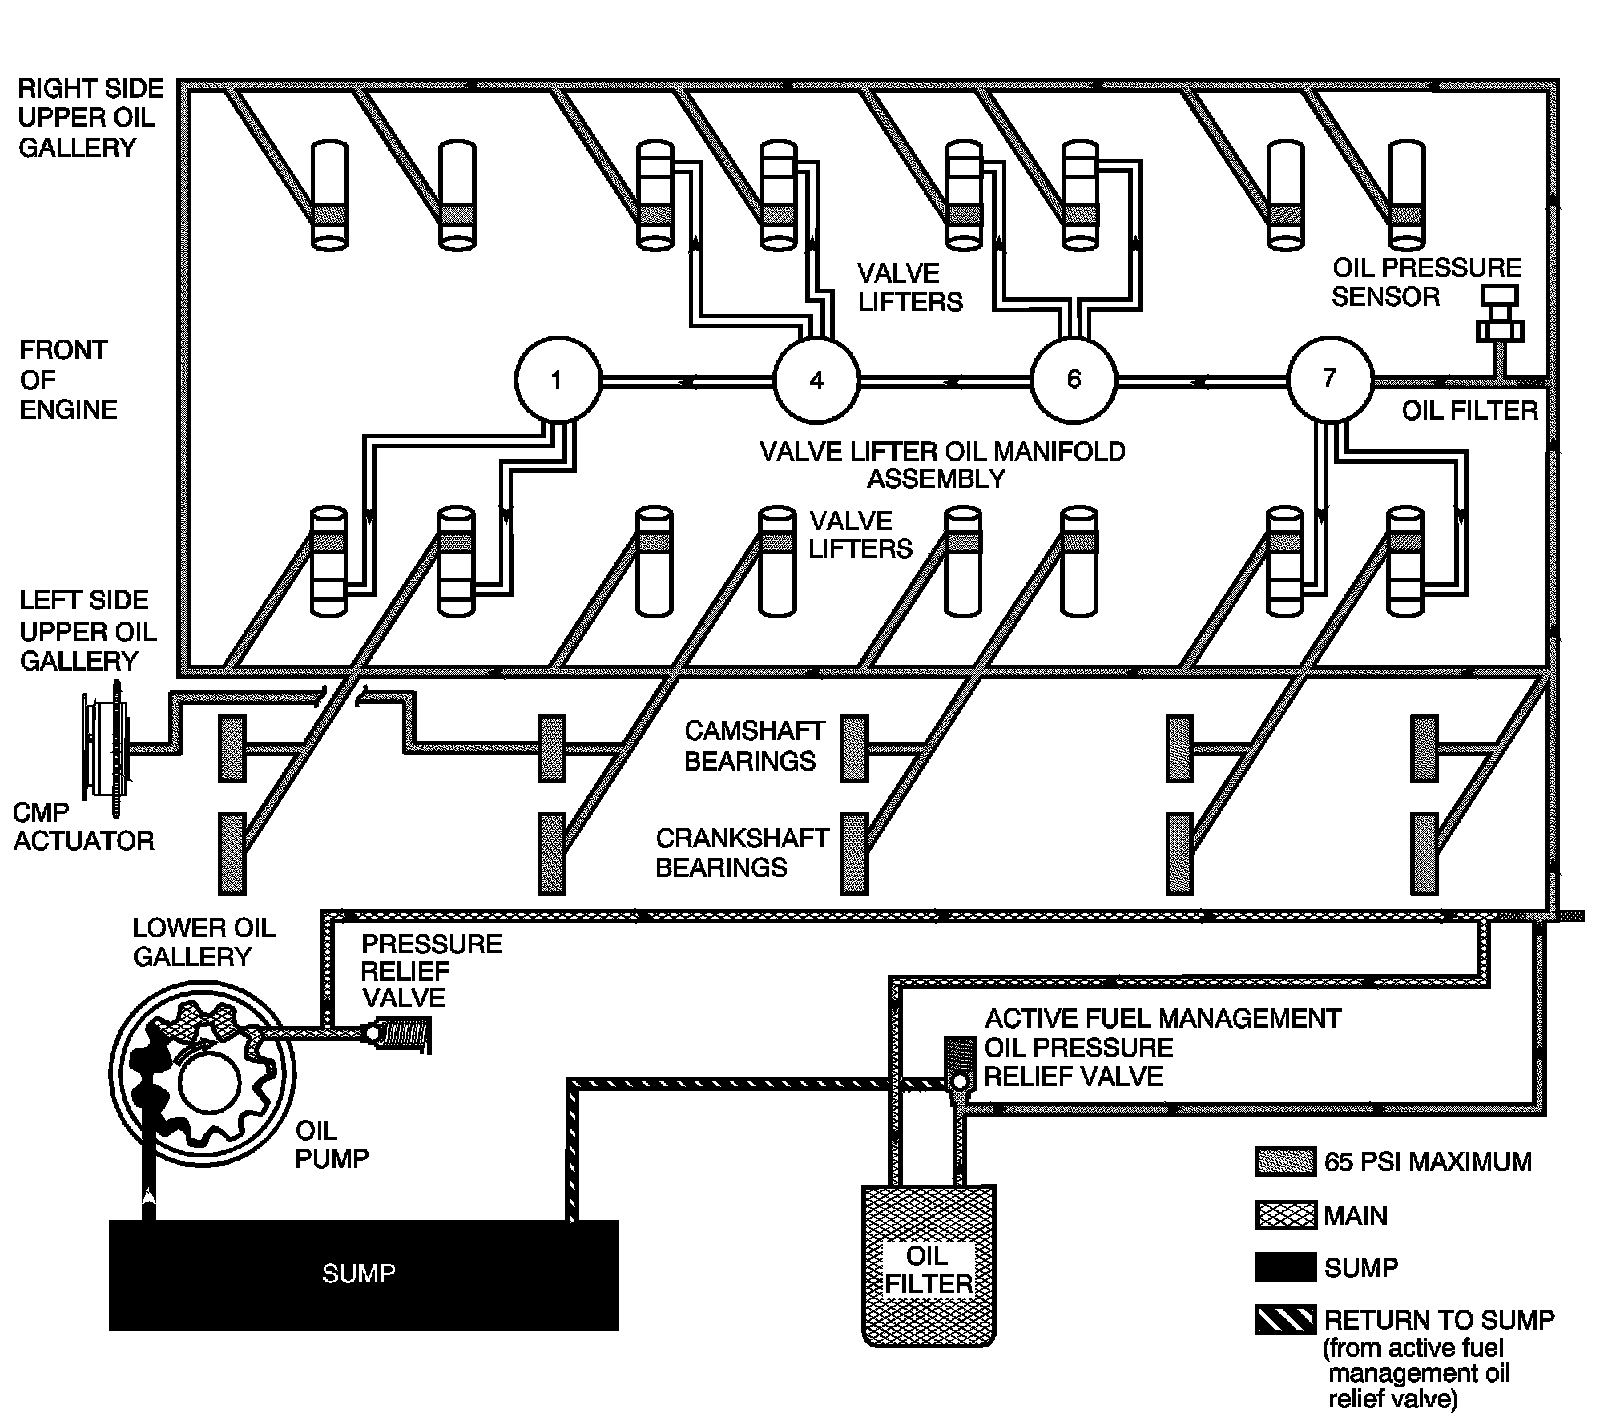 RIGHT SIDE
UPPER OIL
GALLERY
VALVE
LIFTERS
OIL PRESSURE
SENSOR
FRONT
OF
ENGINE
1
4
6
7
OIL FILTER
VALVE LIFTER OIL MANIFOLD
ASSEMBLY
VALVE
LIFTERS
LEFT SIDE
UPPER OIL
GALLERY
CAMSHAFT
BEARINGS
CMP
ACTUATOR
CRANKSHAFT
BEARINGS
LOWER OIL
GALLERY
PRESSURE
RELIEF
VALVE
ACTIVE FUEL MANAGEMENT
OIL PRESSURE
RELIEF VALVE
OIL
PUMP
SUMP
OIL
FILTER
65 PSI MAXIMUM
MAIN
SUMP
RETURN TO SUMP
(from active fuel
management oil
relief valve)